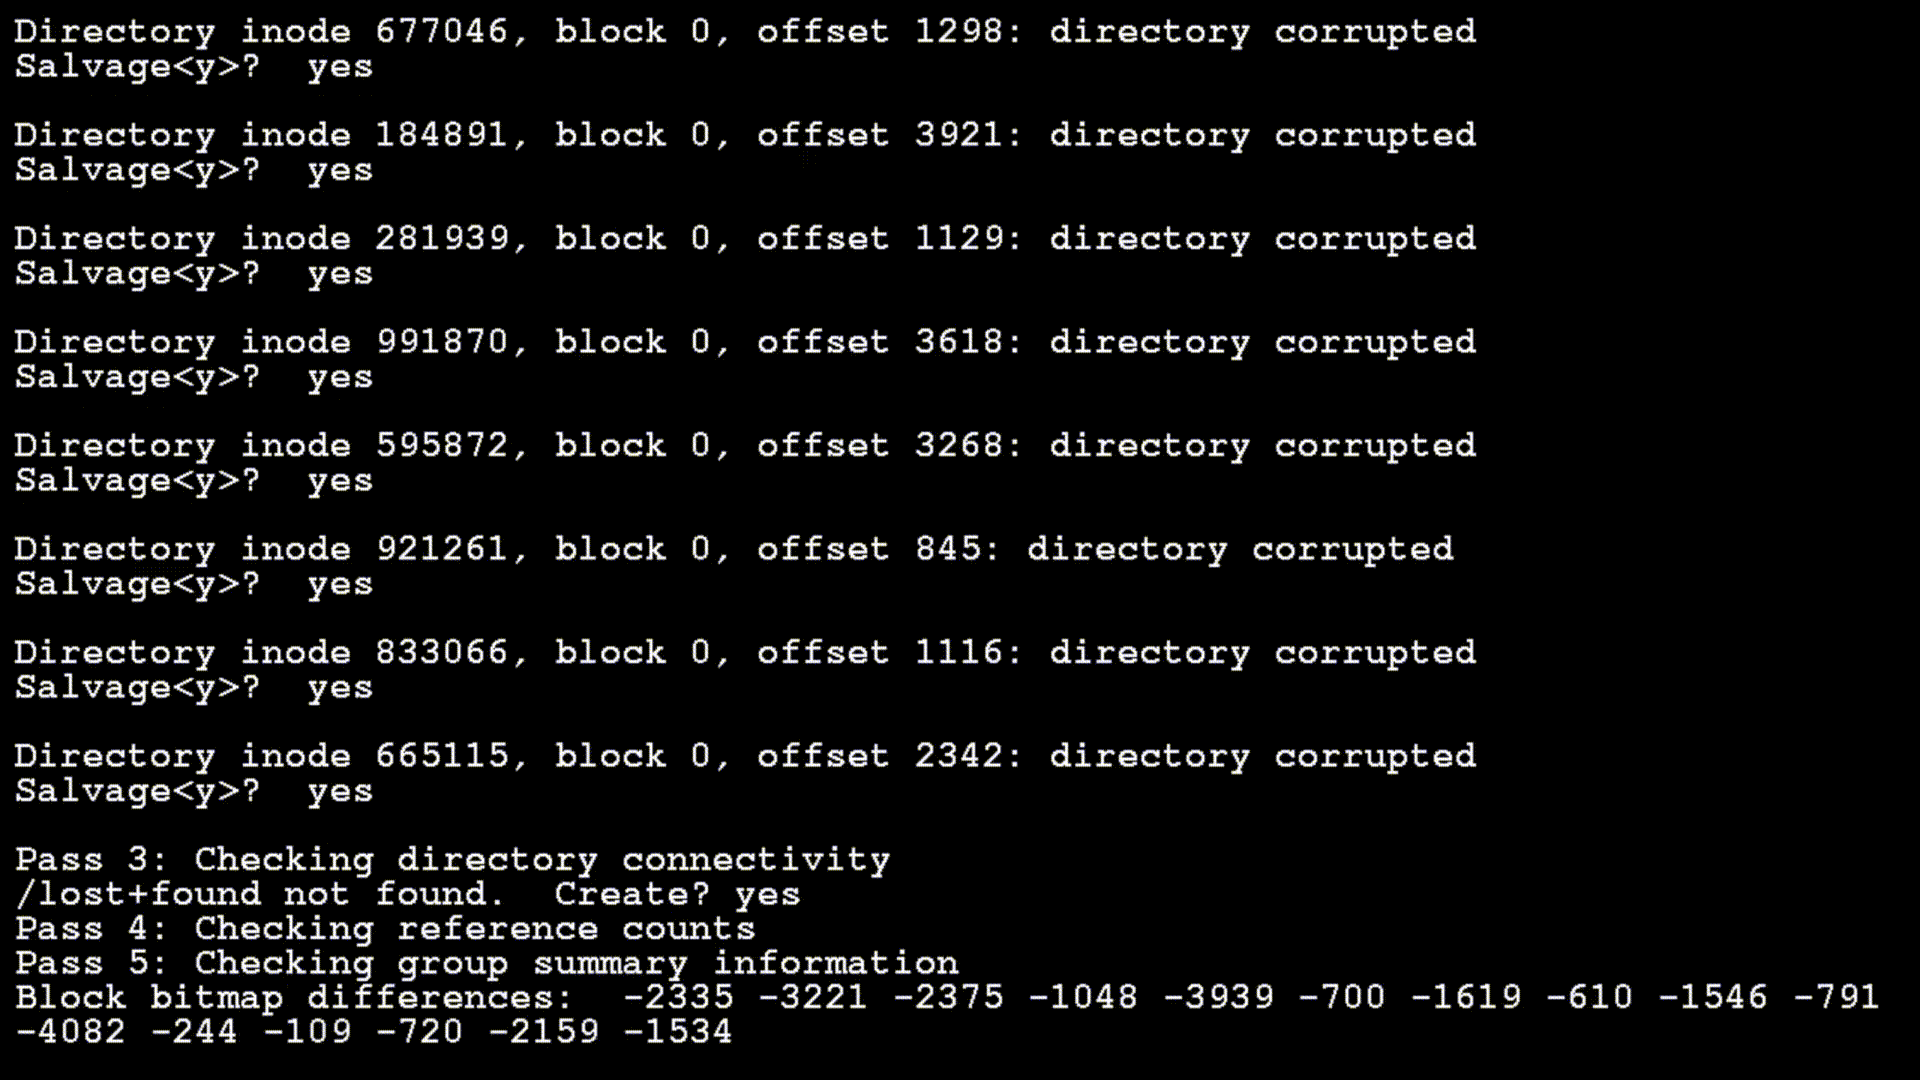 Directory inode 677046, block 0, offset 1298: directory corrupted
Salvage<y>?  yes
Directory inode 184891, block 0, offset 3921: directory corrupted
Salvage<y>?  yes
Directory inode 281939, block 0, offset 1129: directory corrupted
Salvage<y>?  yes
Directory inode 991870, block 0, offset 3618: directory corrupted
Salvage<y>?  yes
Directory inode 595872, block 0, offset 3268: directory corrupted
Salvage<y>?  yes
Directory inode 921261, block 0, offset 845: directory corrupted
Salvage<y>?  yes
Directory inode 833066, block 0, offset 1116: directory corrupted
Salvage<y>?  yes
Directory inode 665115, block 0, offset 2342: directory corrupted
Salvage<y>?  yes
Pass 3: Checking directory connectivity
/lost+found not found.  Create? yes
Pass 4: Checking reference counts
Pass 5: Checking group summary information
Block bitmap differences:  -2335 -3221 -2375 -1048 -3939 -700 -1619 -610 -1546 -791
-4082 -244 -109 -720 -2159 -1534